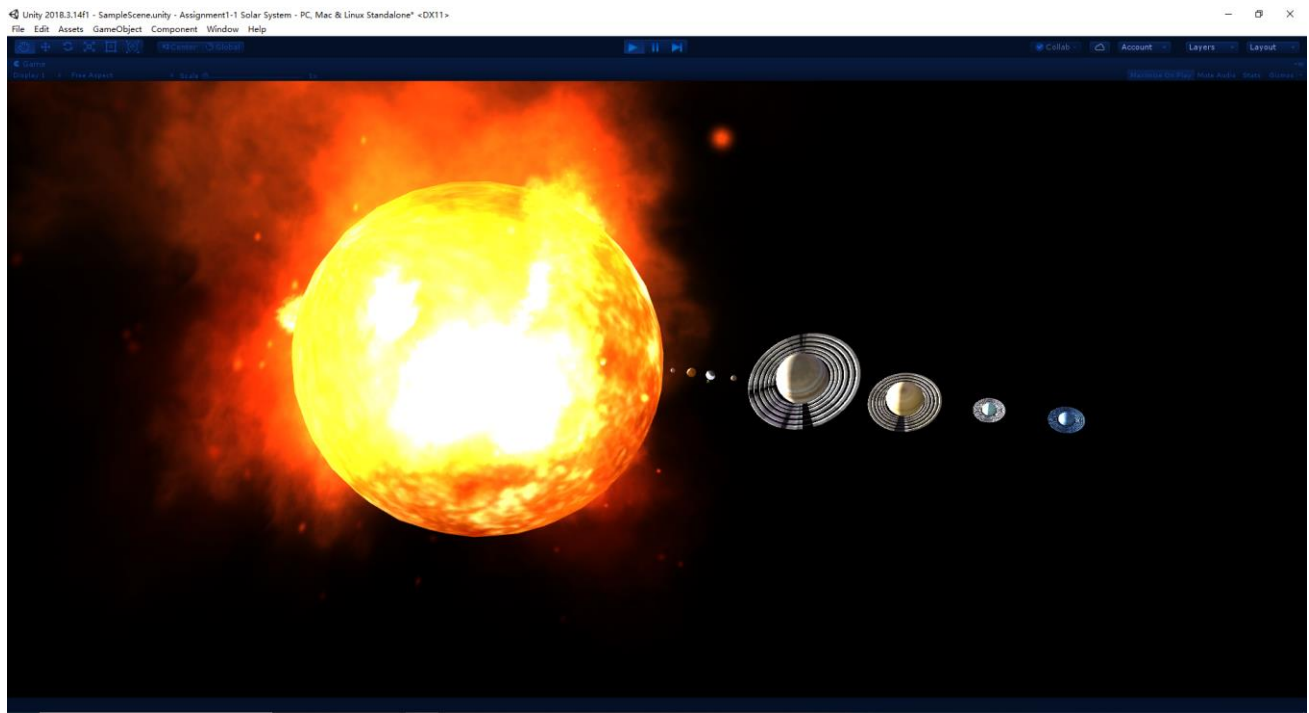 Unity 2018.3.14f1 - SampleScene.unity - Assignment1-1 Solar System - PC, Mac & Linux Standalone* <DX11>
File Edit Assets GameObject Component Window Help
Center Global Collab Account Layers Layout
Game
Display 1 Free Aspect Scale 1x Maximize On Play Mute Audio Stats Gizmos